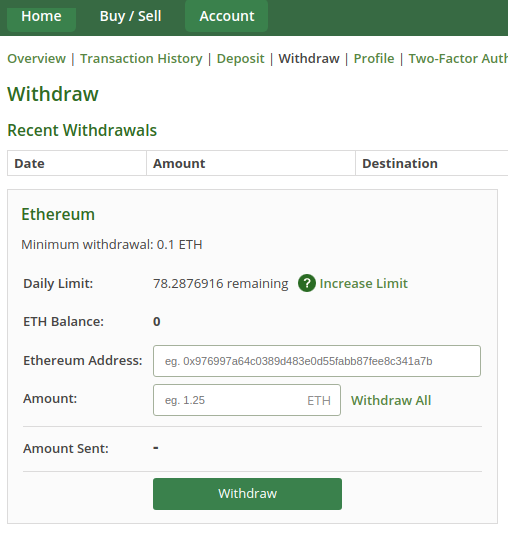 Home Buy / Sell Account
Overview | Transaction History | Deposit | Withdraw | Profile | Two-Factor Auth
Withdraw
Recent Withdrawals
Date Amount Destination
Ethereum
Minimum withdrawal: 0.1 ETH
Daily Limit: 78.2876916 remaining ? Increase Limit
ETH Balance: 0
Ethereum Address: eg. 0x976997a64c0389d483e0d55fabb87fee8c341a7b
Amount: eg. 1.25 ETH Withdraw All
Amount Sent: -
Withdraw